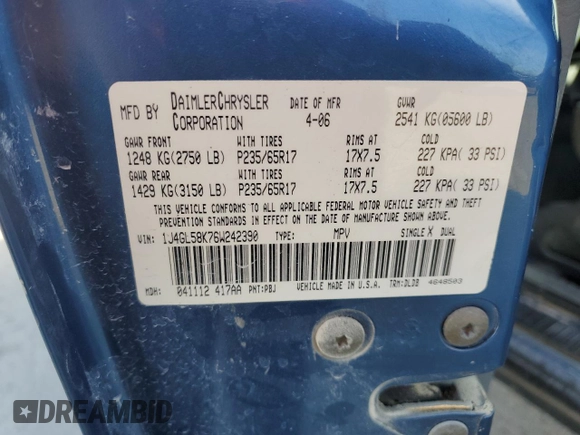 MFD BY DAIMLERCHRYSLER CORPORATION DATE OF MFR 4-06 GVWR 2541 KG(05600 LB)
GAWR FRONT WITH TIRES RIMS AT COLD
1248 KG(2750 LB) P235/65R17 17X7.5 227 KPA( 33 PSI)
GAWR REAR WITH TIRES RIMS AT COLD
1429 KG(3150 LB) P235/65R17 17X7.5 227 KPA( 33 PSI)
THIS VEHICLE CONFORMS TO ALL APPLICABLE FEDERAL MOTOR VEHICLE SAFETY AND THEFT
PREVENTION STANDARDS IN EFFECT ON THE DATE OF MANUFACTURE SHOWN ABOVE.
VIN: 1J4GL58K76W242390 TYPE: MPV SINGLE X DUAL
MDH: 041112 417AA PNT:PBJ VEHICLE MADE IN U.S.A. TRM:DLDB 4648503
DREAMBID